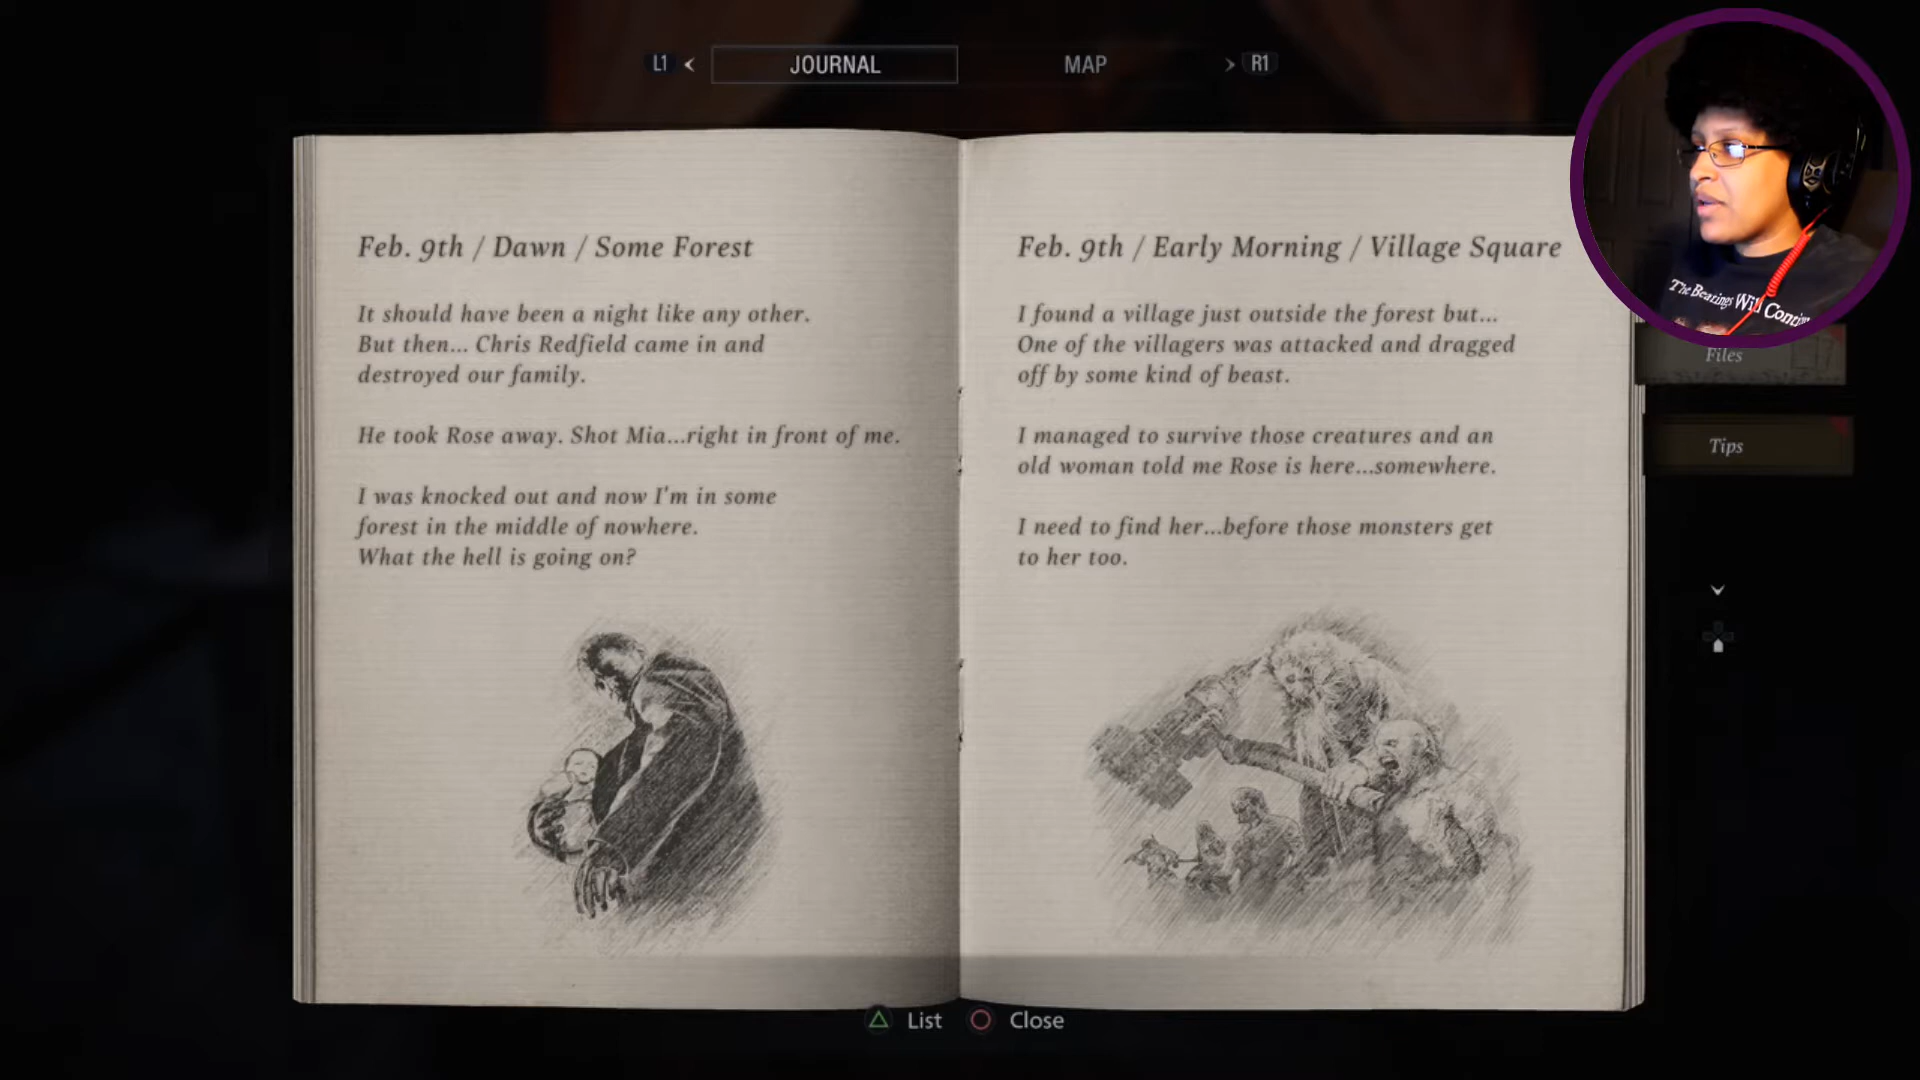 L1
JOURNAL
MAP
R1
Feb. 9th / Dawn / Some Forest
It should have been a night like any other.
But then... Chris Redfield came in and
destroyed our family.
He took Rose away. Shot Mia...right in front of me.
I was knocked out and now I'm in some
forest in the middle of nowhere.
What the hell is going on?
Feb. 9th / Early Morning / Village Square
I found a village just outside the forest but...
One of the villagers was attacked and dragged
off by some kind of beast.
I managed to survive those creatures and an
old woman told me Rose is here...somewhere.
I need to find her...before those monsters get
to her too.
The Beatings Will Contin
Files
Tips
List
Close